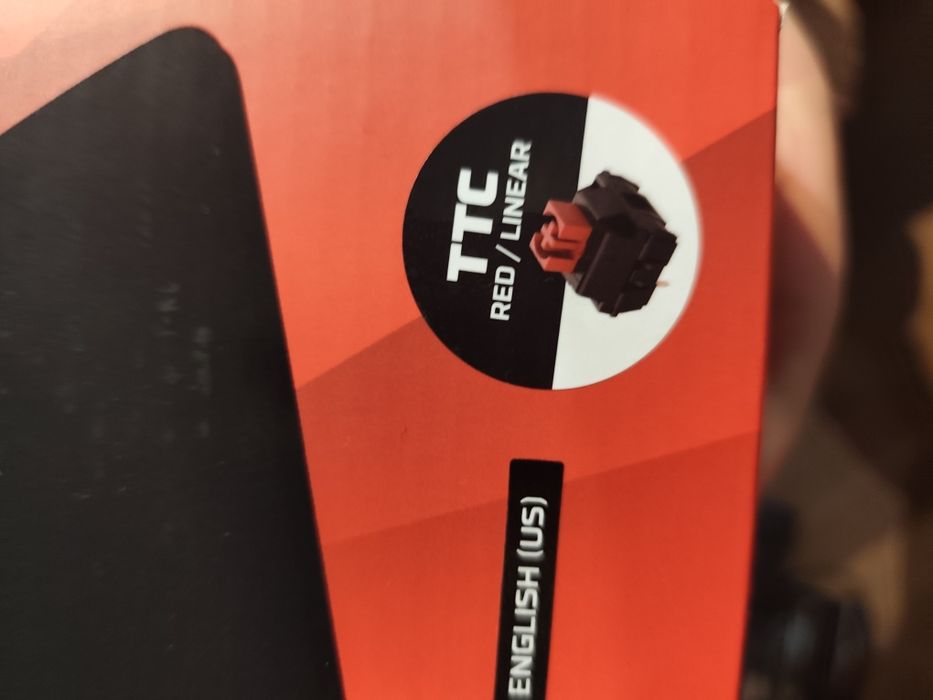 TTC
RED / LINEAR
ENGLISH (US)